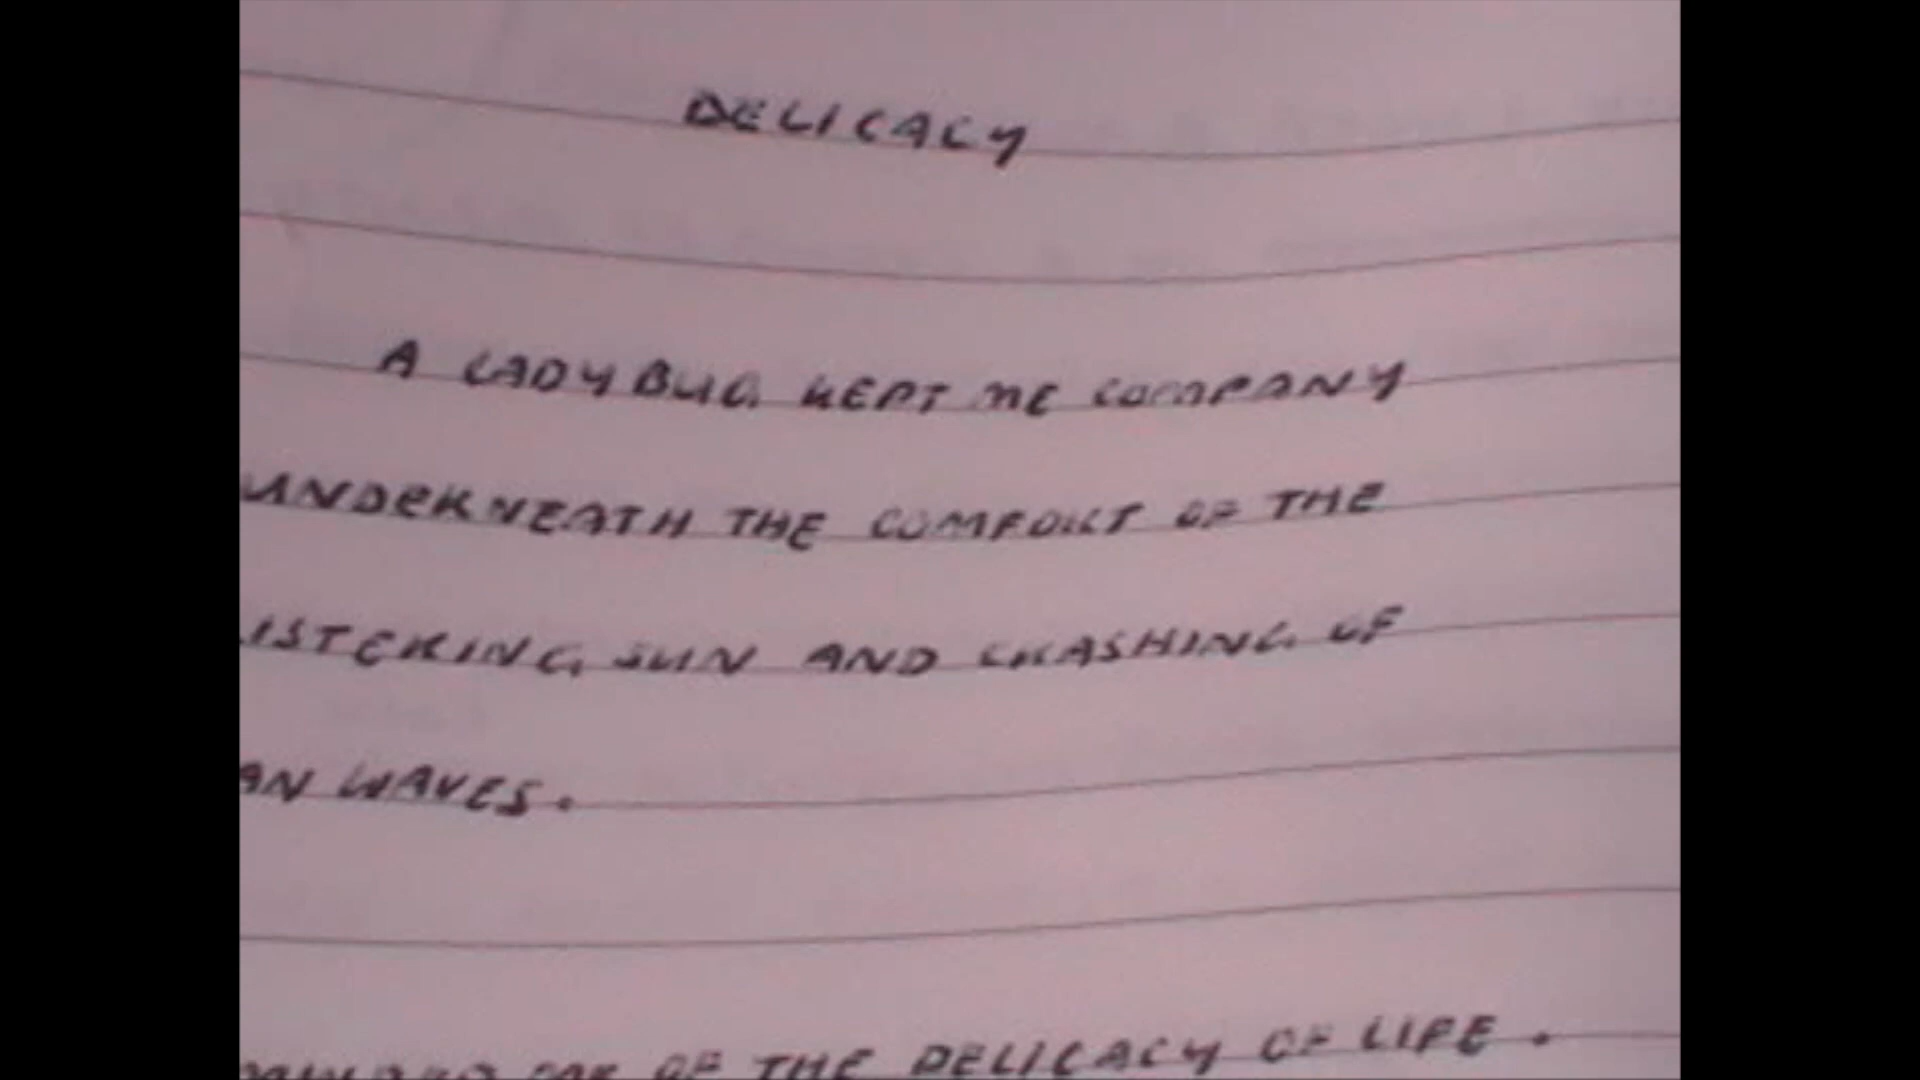 DELICACY
A LADYBUG KEPT ME COMPANY
UNDERNEATH THE COMFORT OF THE
ISTERING SUN AND CRASHING OF
AN WAVES.
OF THE DELICACY OF LIFE.